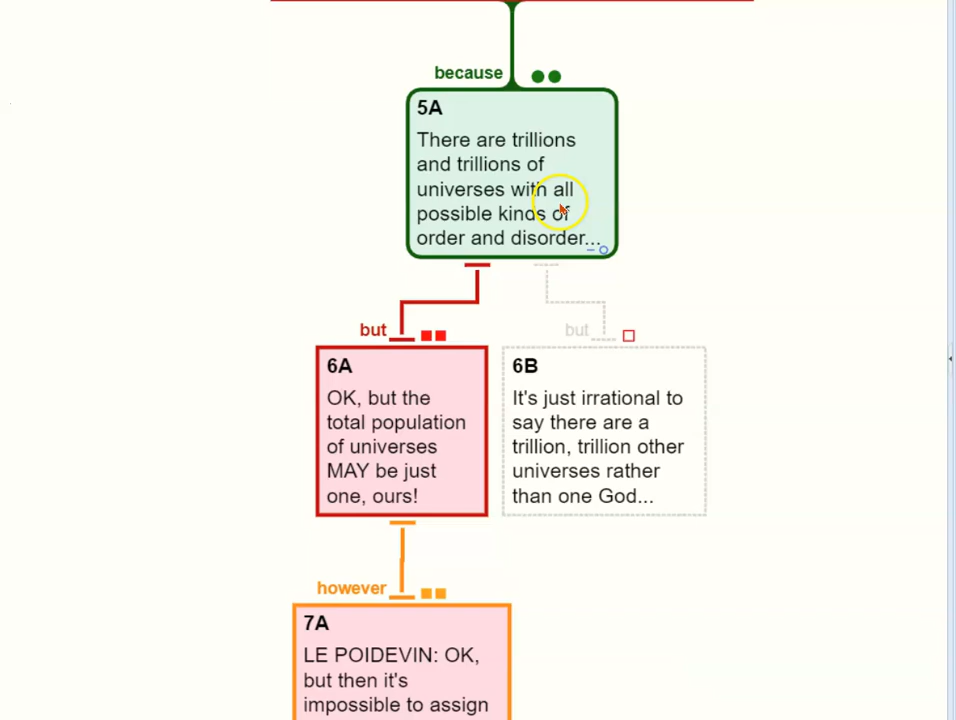 because
5A
There are trillions
and trillions of
universes with all
possible kinds of
order and disorder...
but
but
6A
OK, but the
total population
of universes
MAY be just
one, ours!
6B
It's just irrational to
say there are a
trillion, trillion other
universes rather
than one God...
however
7A
LE POIDEVIN: OK,
but then it's
impossible to assign